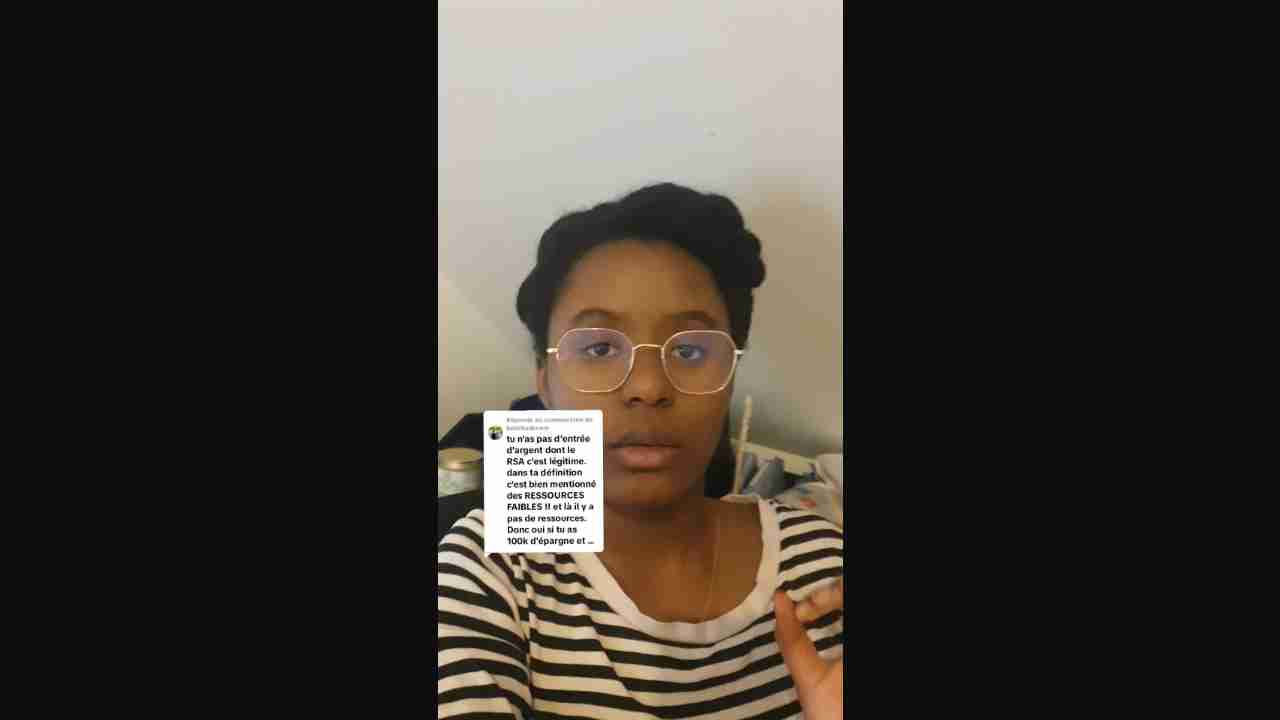 tu n'as pas d'entrée
d'argent dont le
RSA c'est légitime.
dans ta définition
c'est bien mentionné
des RESSOURCES
FAIBLES !! et là il y a
pas de ressources.
Donc oui si tu as
100k d'épargne et ...